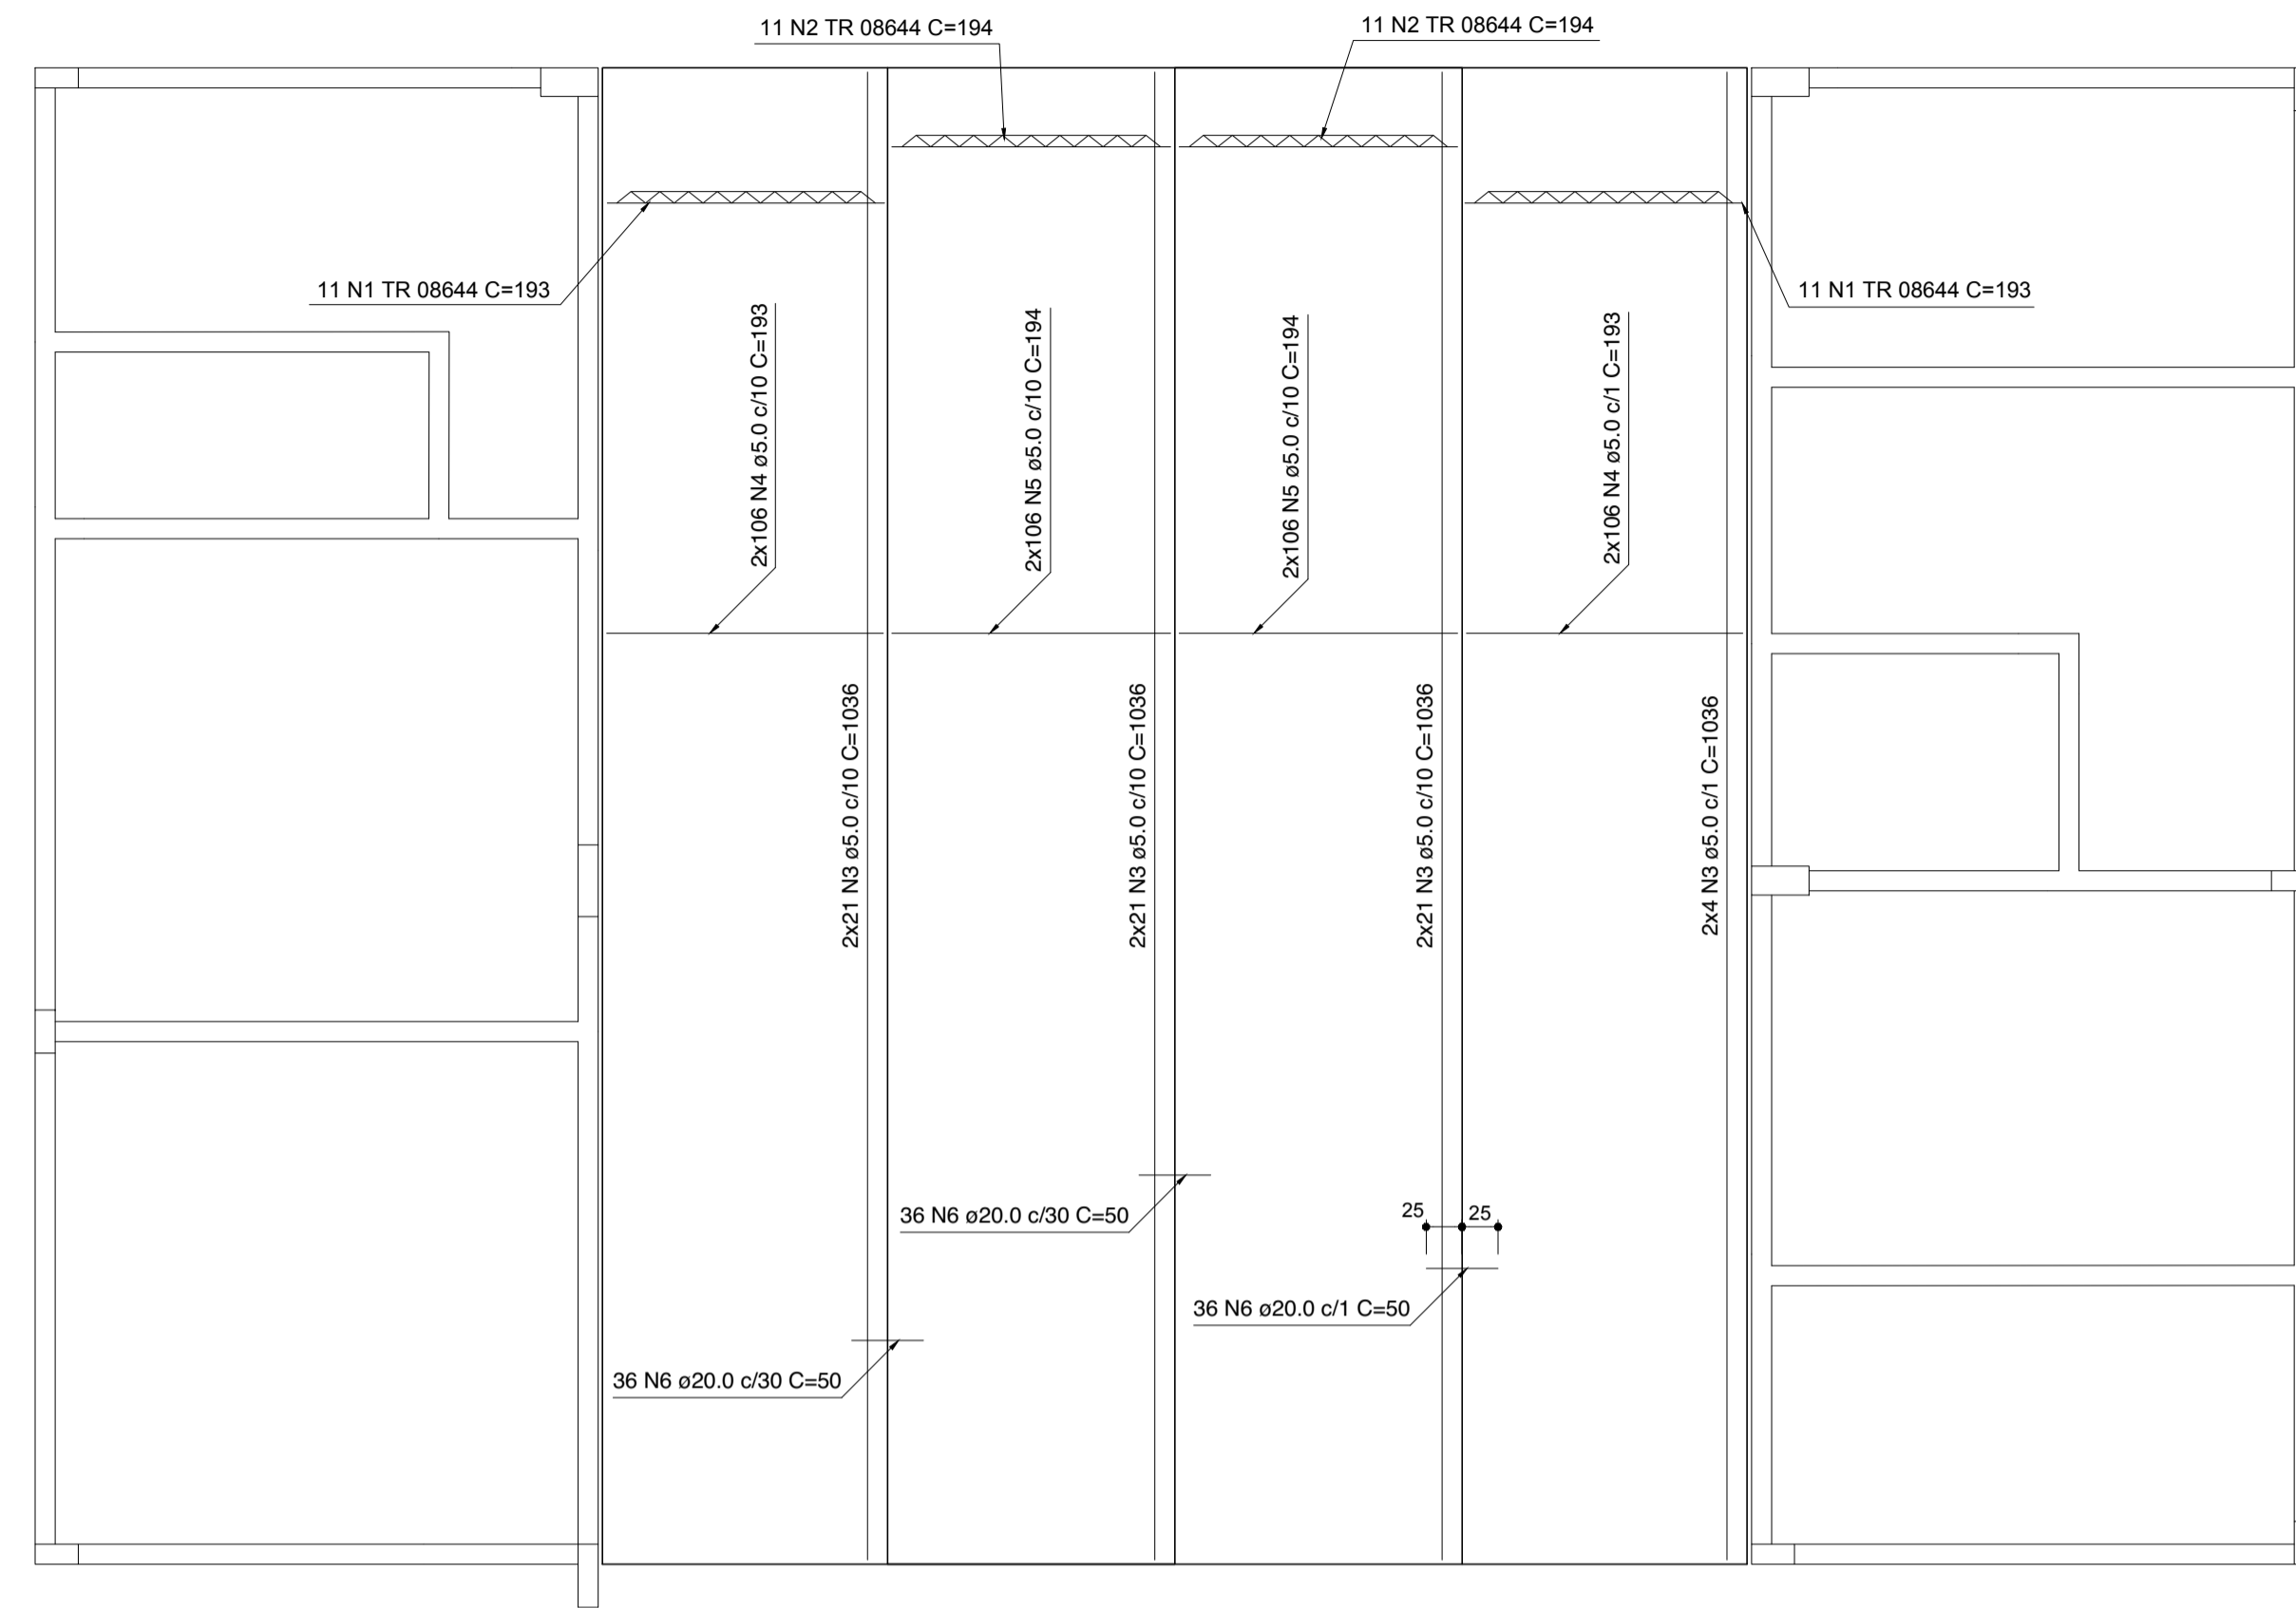 11 N2 TR 08644 C=194
11 N2 TR 08644 C=194
11 N1 TR 08644 C=193
11 N1 TR 08644 C=193
2x106 N4 ø5.0 c/10 C=193
2x106 N5 ø5.0 c/10 C=194
2x106 N5 ø5.0 c/10 C=194
2x106 N4 ø5.0 c/1 C=193
2x21 N3 ø5.0 c/10 C=1036
2x21 N3 ø5.0 c/10 C=1036
2x21 N3 ø5.0 c/10 C=1036
2x4 N3 ø5.0 c/1 C=1036
36 N6 ø20.0 c/30 C=50
25
25
36 N6 ø20.0 c/1 C=50
36 N6 ø20.0 c/30 C=50